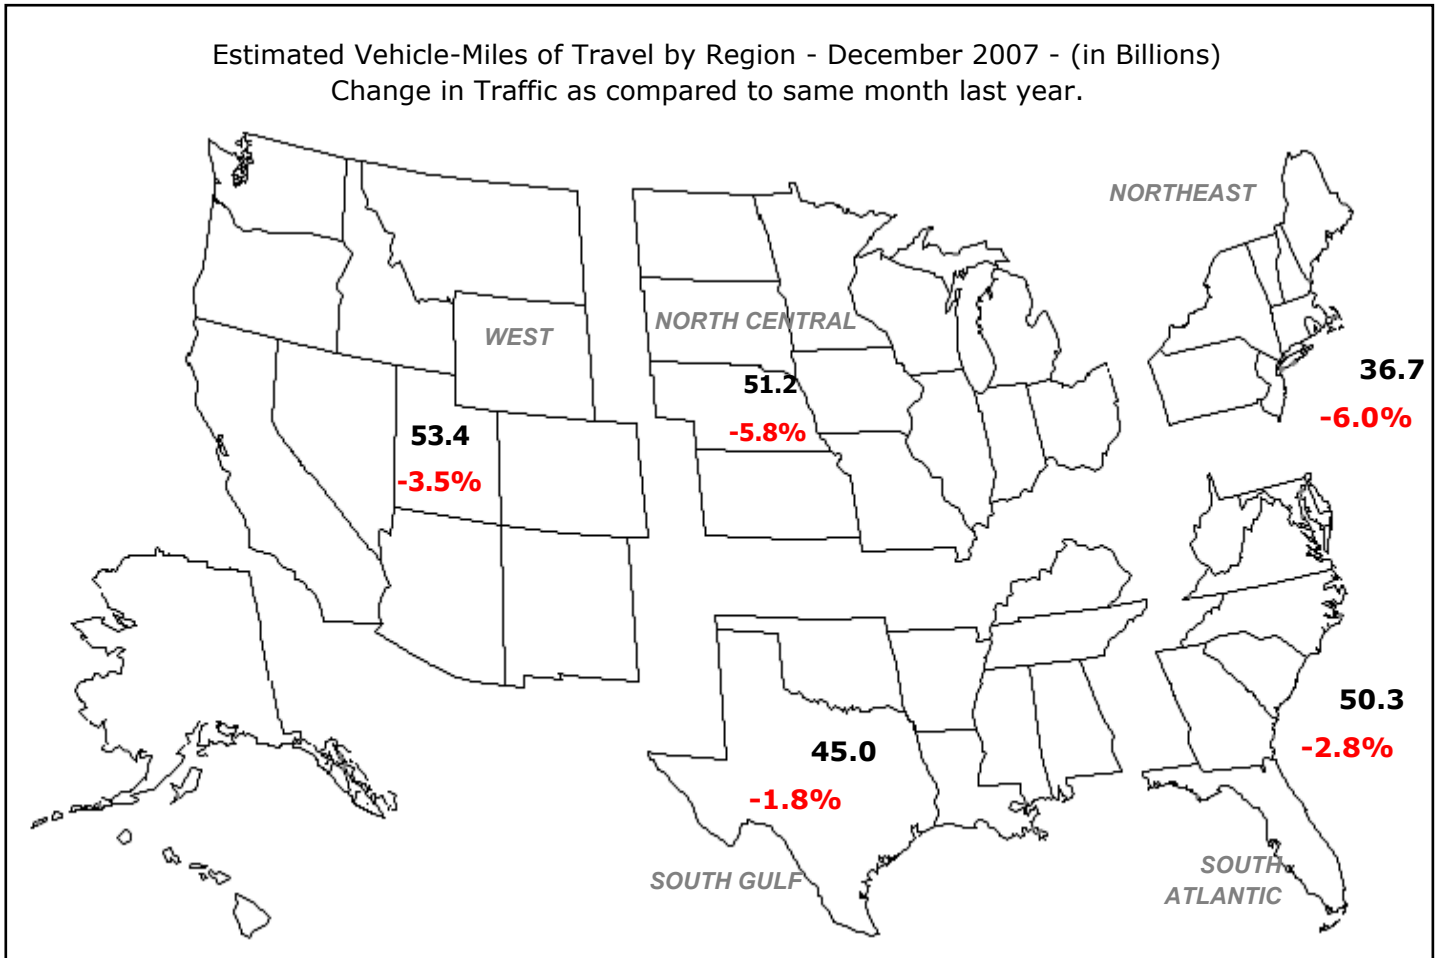 Estimated Vehicle-Miles of Travel by Region - December 2007 - (in Billions)
Change in Traffic as compared to same month last year.
NORTHEAST
WEST
NORTH CENTRAL
36.7
-6.0%
51.2
-5.8%
53.4
-3.5%
50.3
-2.8%
45.0
-1.8%
SOUTH GULF
SOUTH
ATLANTIC